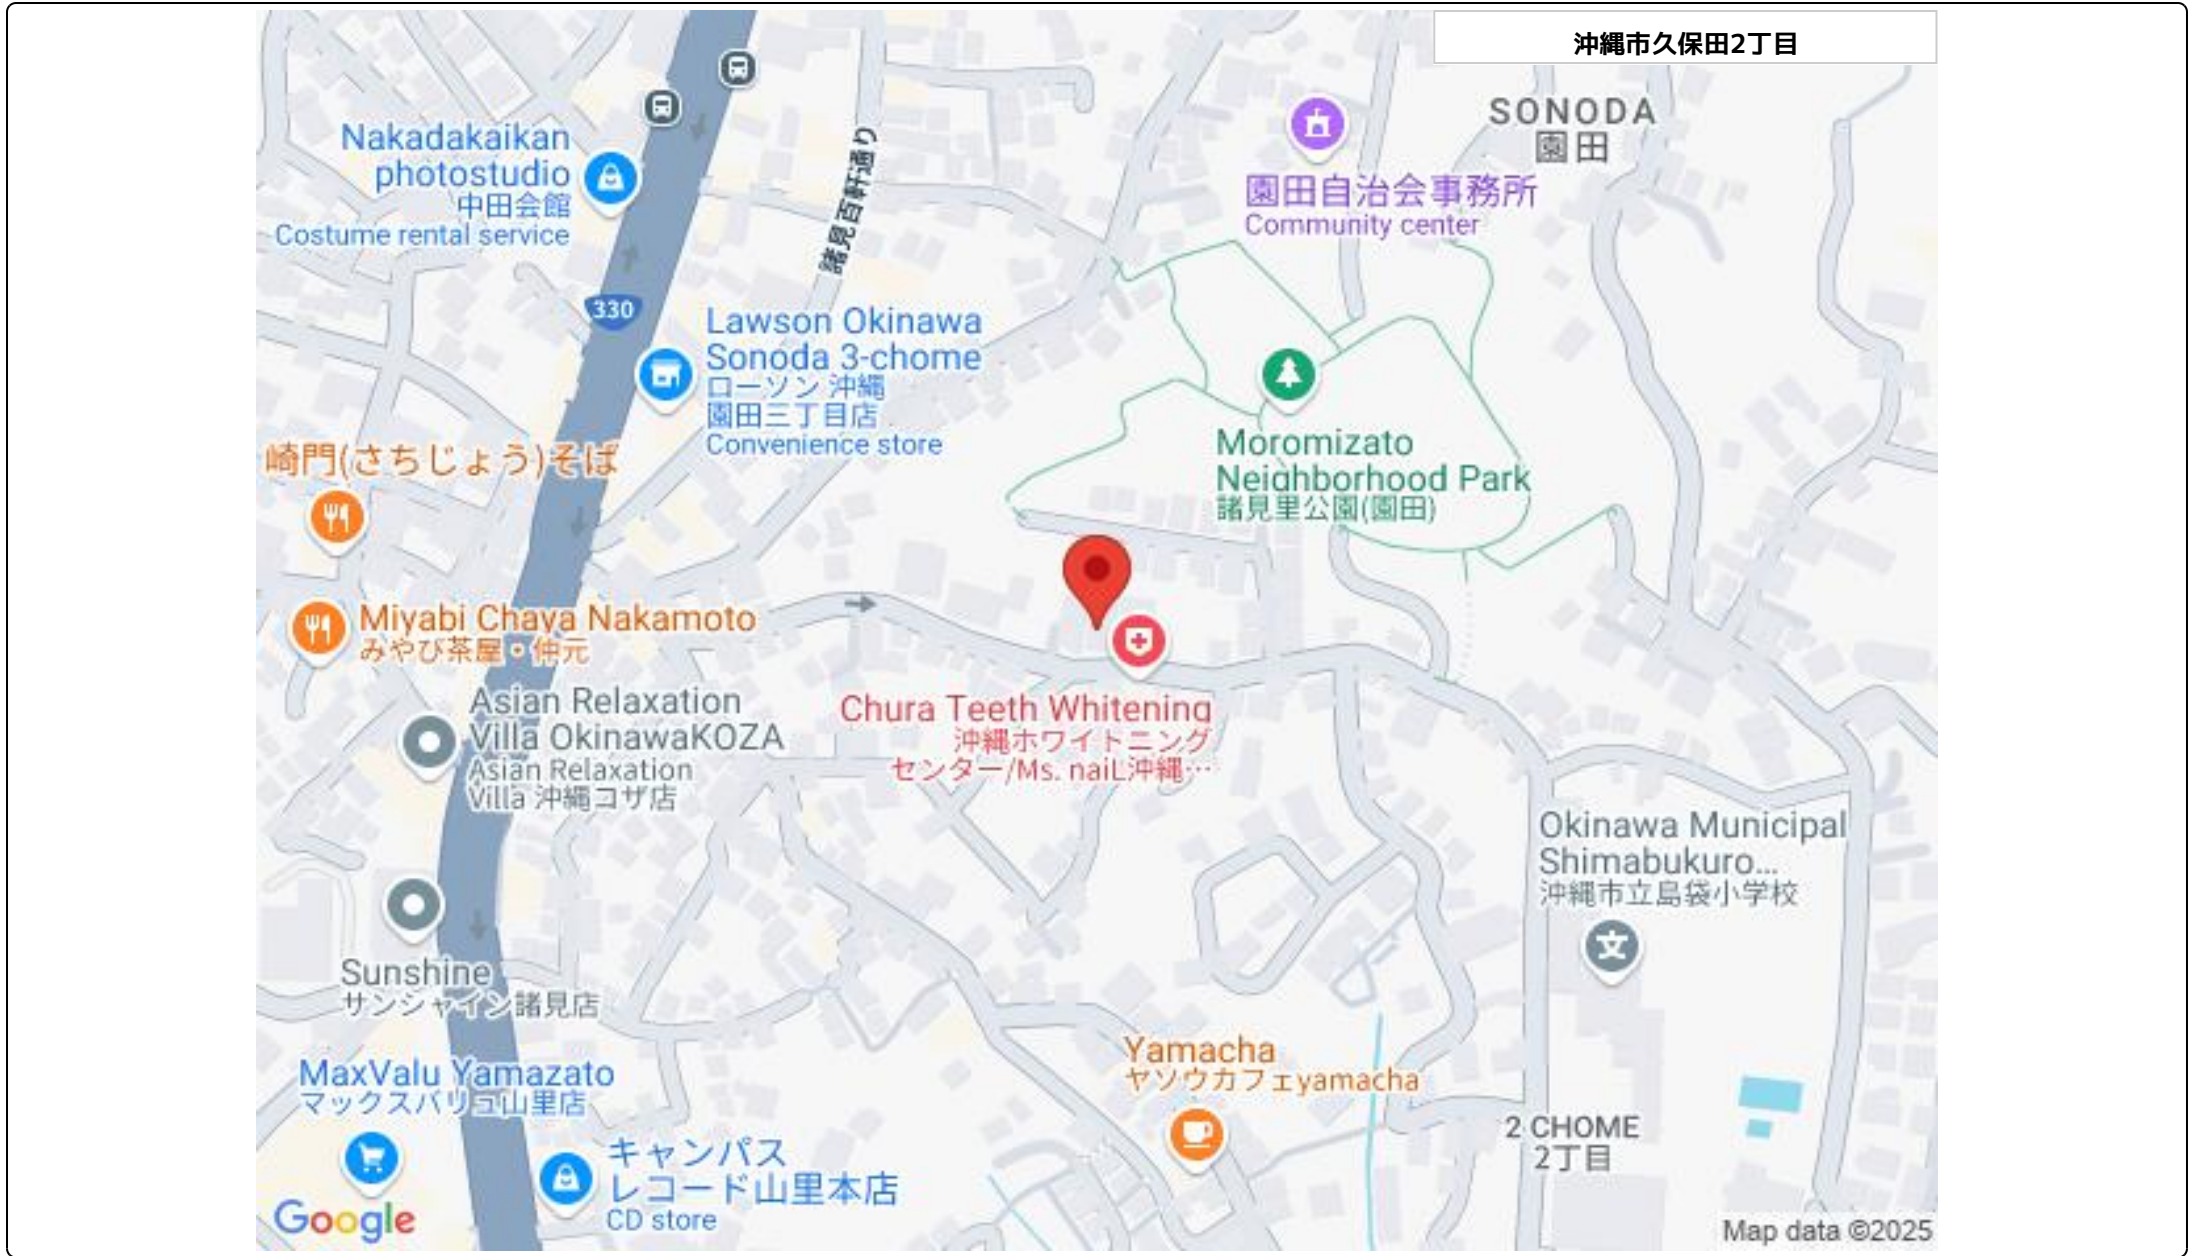 沖縄市久保田2丁目
SONODA
園田
Nakadakaikan
photostudio
中田会館
Costume rental service
諸見百軒通り
園田自治会事務所
Community center
330
Lawson Okinawa
Sonoda 3-chome
ローソン 沖縄
園田三丁目店
Convenience store
Moromizato
Neighborhood Park
諸見里公園(園田)
崎門(さちじょう)そば
Miyabi Chaya Nakamoto
みやび茶屋・仲元
Asian Relaxation
Villa OkinawaKOZA
Asian Relaxation
Villa 沖縄コザ店
Chura Teeth Whitening
沖縄ホワイトニング
センター/Ms. naiL沖縄…
Okinawa Municipal
Shimabukuro...
沖縄市立島袋小学校
文
Sunshine
サンシャイン諸見店
MaxValu Yamazato
マックスバリュ山里店
Yamacha
ヤソウカフェyamacha
2 CHOME
2丁目
キャンパス
レコード山里本店
CD store
Google
Map data ©2025